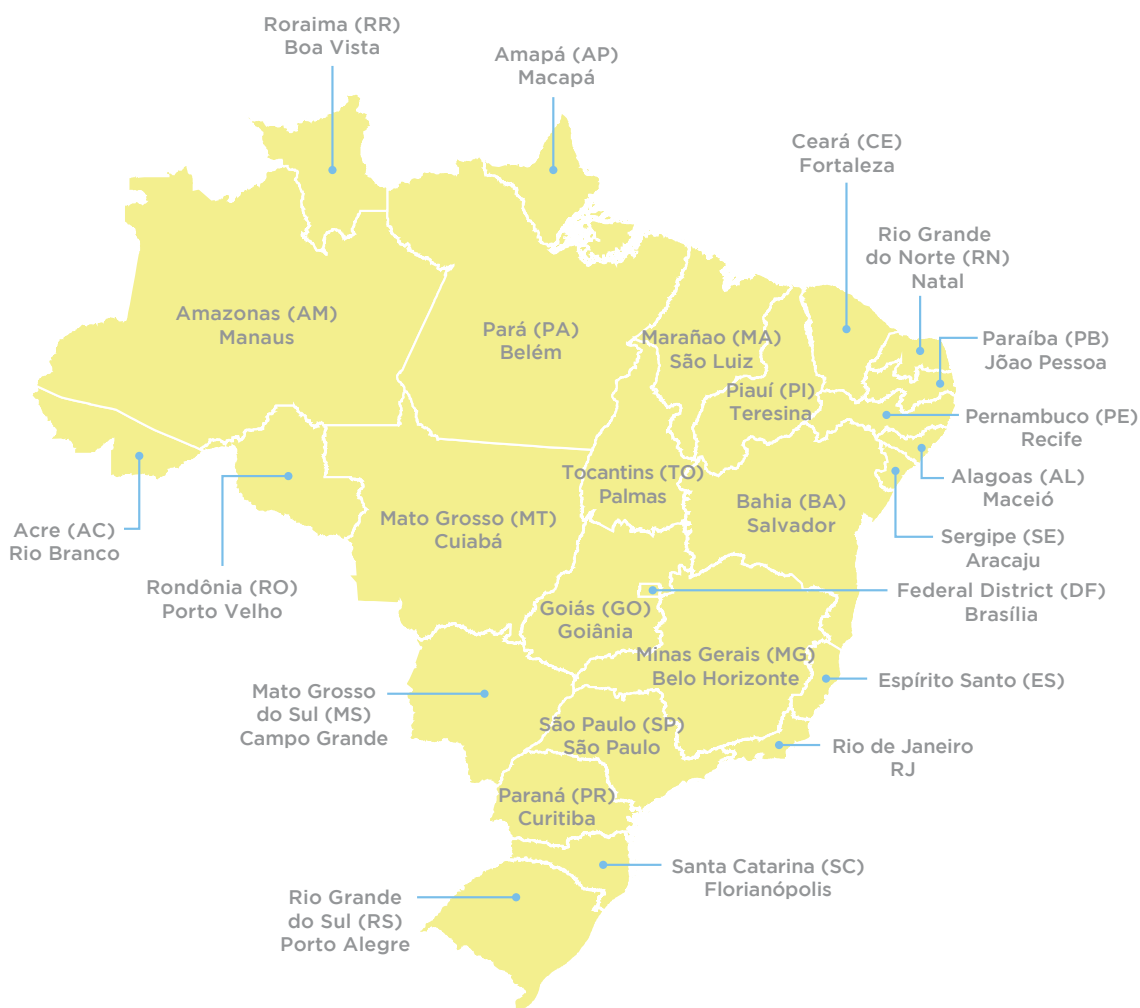 Roraima (RR)
Boa Vista
Amapá (AP)
Macapá
Ceará (CE)
Fortaleza
Rio Grande
do Norte (RN)
Natal
Amazonas (AM)
Manaus
Pará (PA)
Belém
Marañao (MA)
São Luiz
Paraíba (PB)
Jõao Pessoa
Piauí (PI)
Teresina
Pernambuco (PE)
Recife
Tocantins (TO)
Palmas
Alagoas (AL)
Maceió
Bahia (BA)
Salvador
Mato Grosso (MT)
Cuiabá
Acre (AC)
Rio Branco
Sergipe (SE)
Aracaju
Rondônia (RO)
Porto Velho
Federal District (DF)
Brasília
Goiás (GO)
Goiânia
Minas Gerais (MG)
Belo Horizonte
Espírito Santo (ES)
Mato Grosso
do Sul (MS)
Campo Grande
São Paulo (SP)
São Paulo
Rio de Janeiro
RJ
Paraná (PR)
Curitiba
Santa Catarina (SC)
Florianópolis
Rio Grande
do Sul (RS)
Porto Alegre